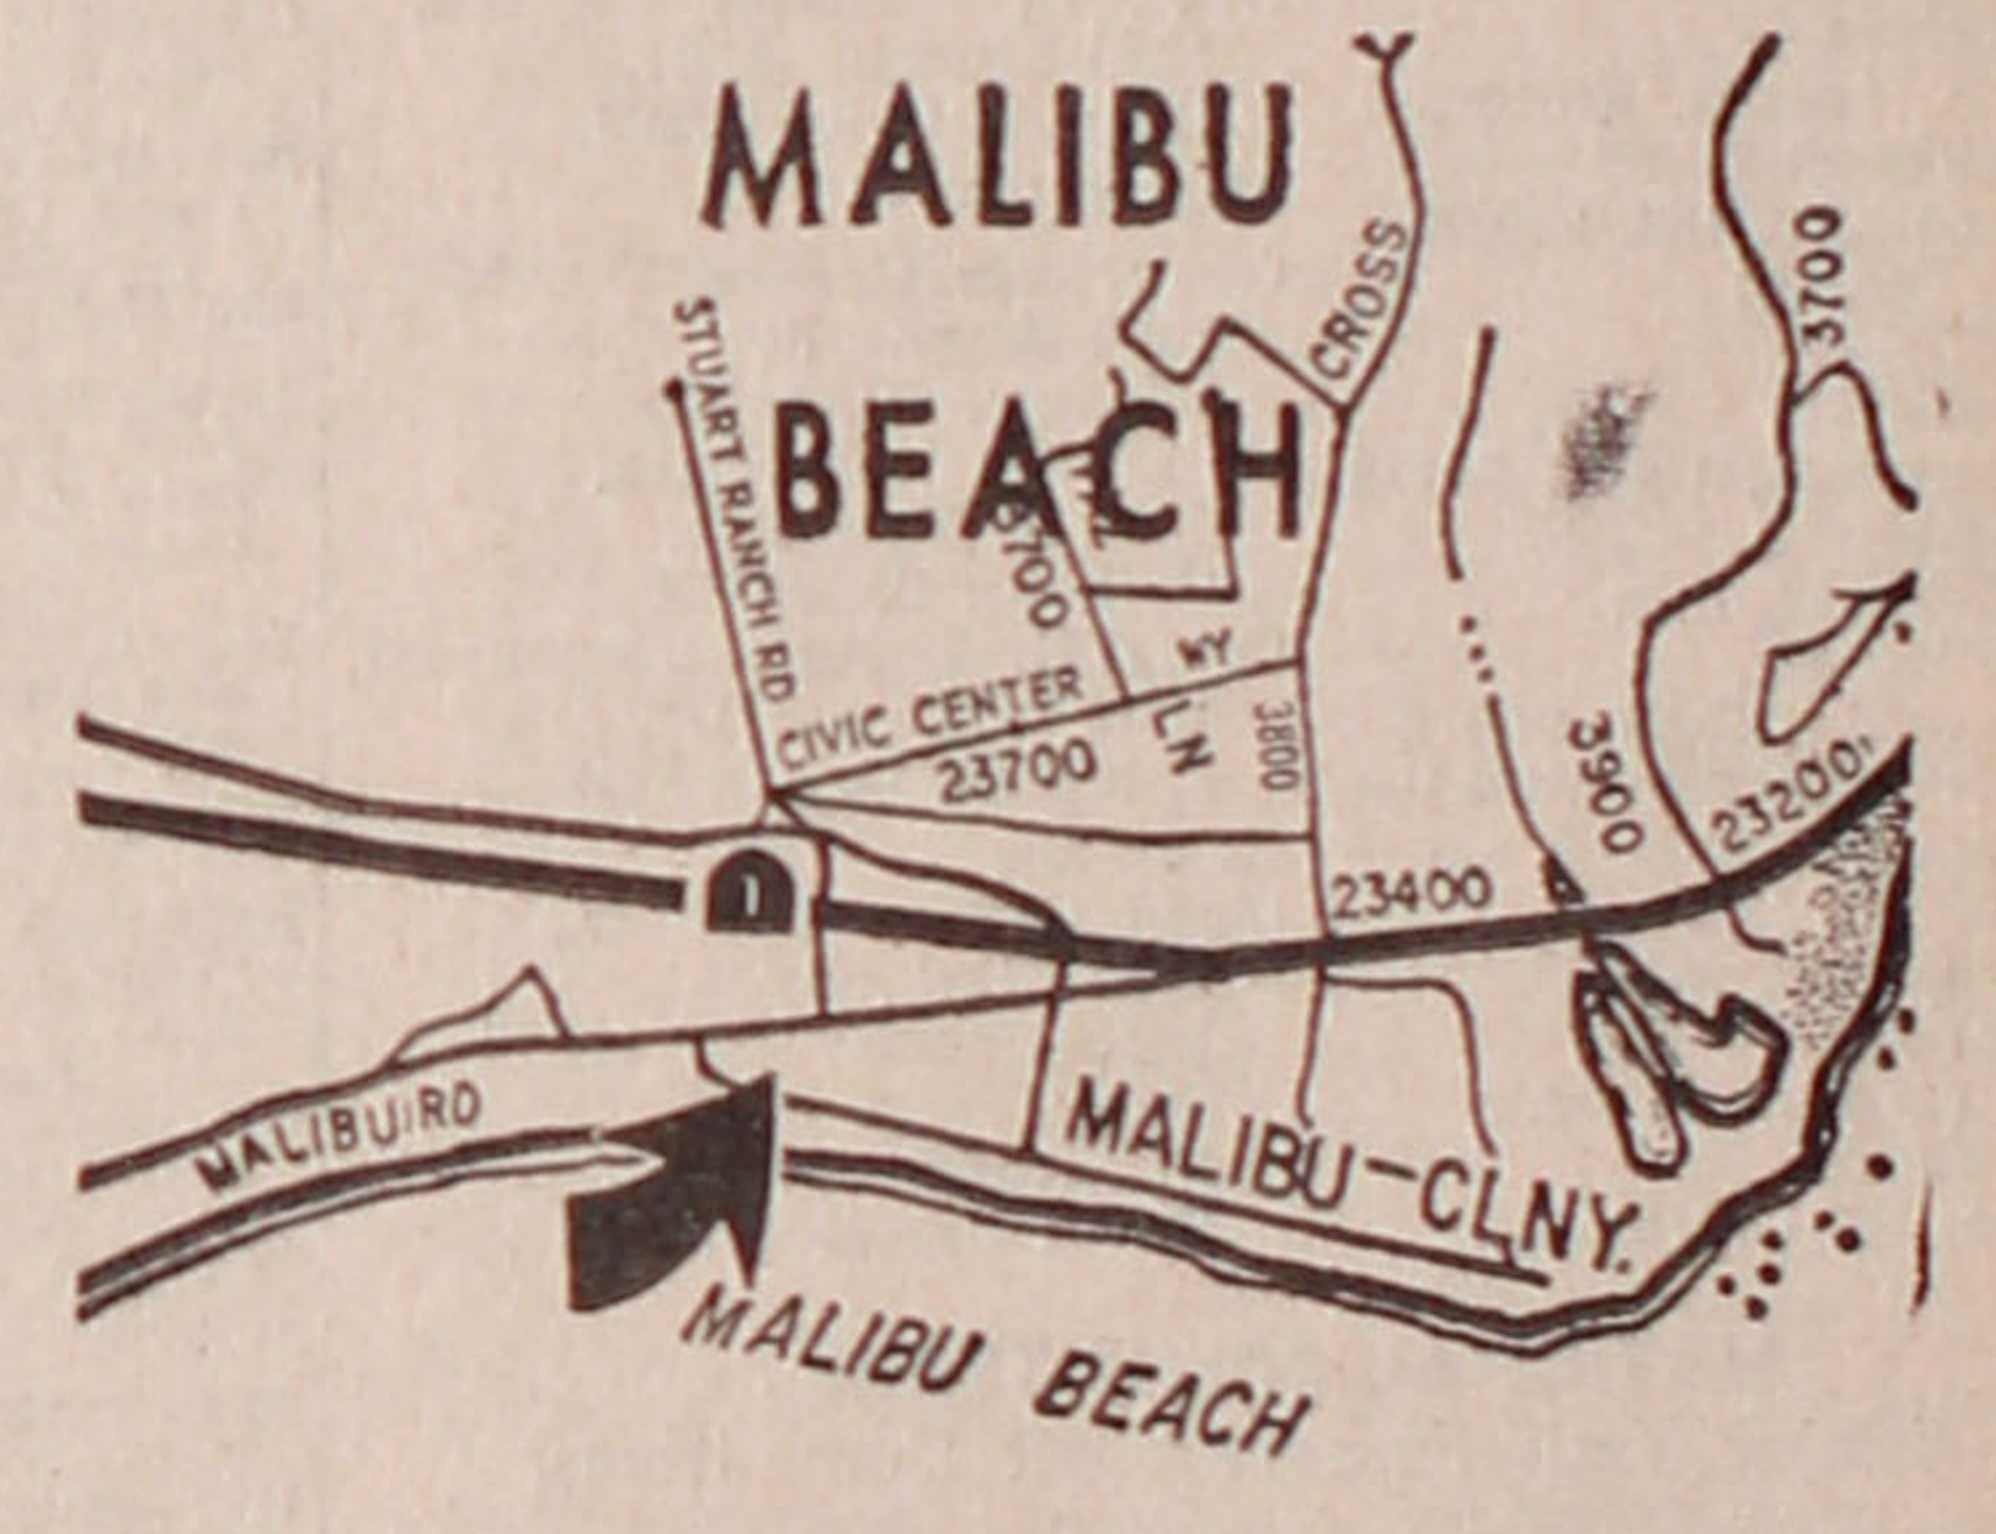 MALIBU
BEACH
CROSS
3700
STUART RANCH RD
3700
CIVIC CENTER WY
LN
3800
23700
3900
23200
23400
1
MALIBU RD
MALIBU-CLNY.
MALIBU BEACH